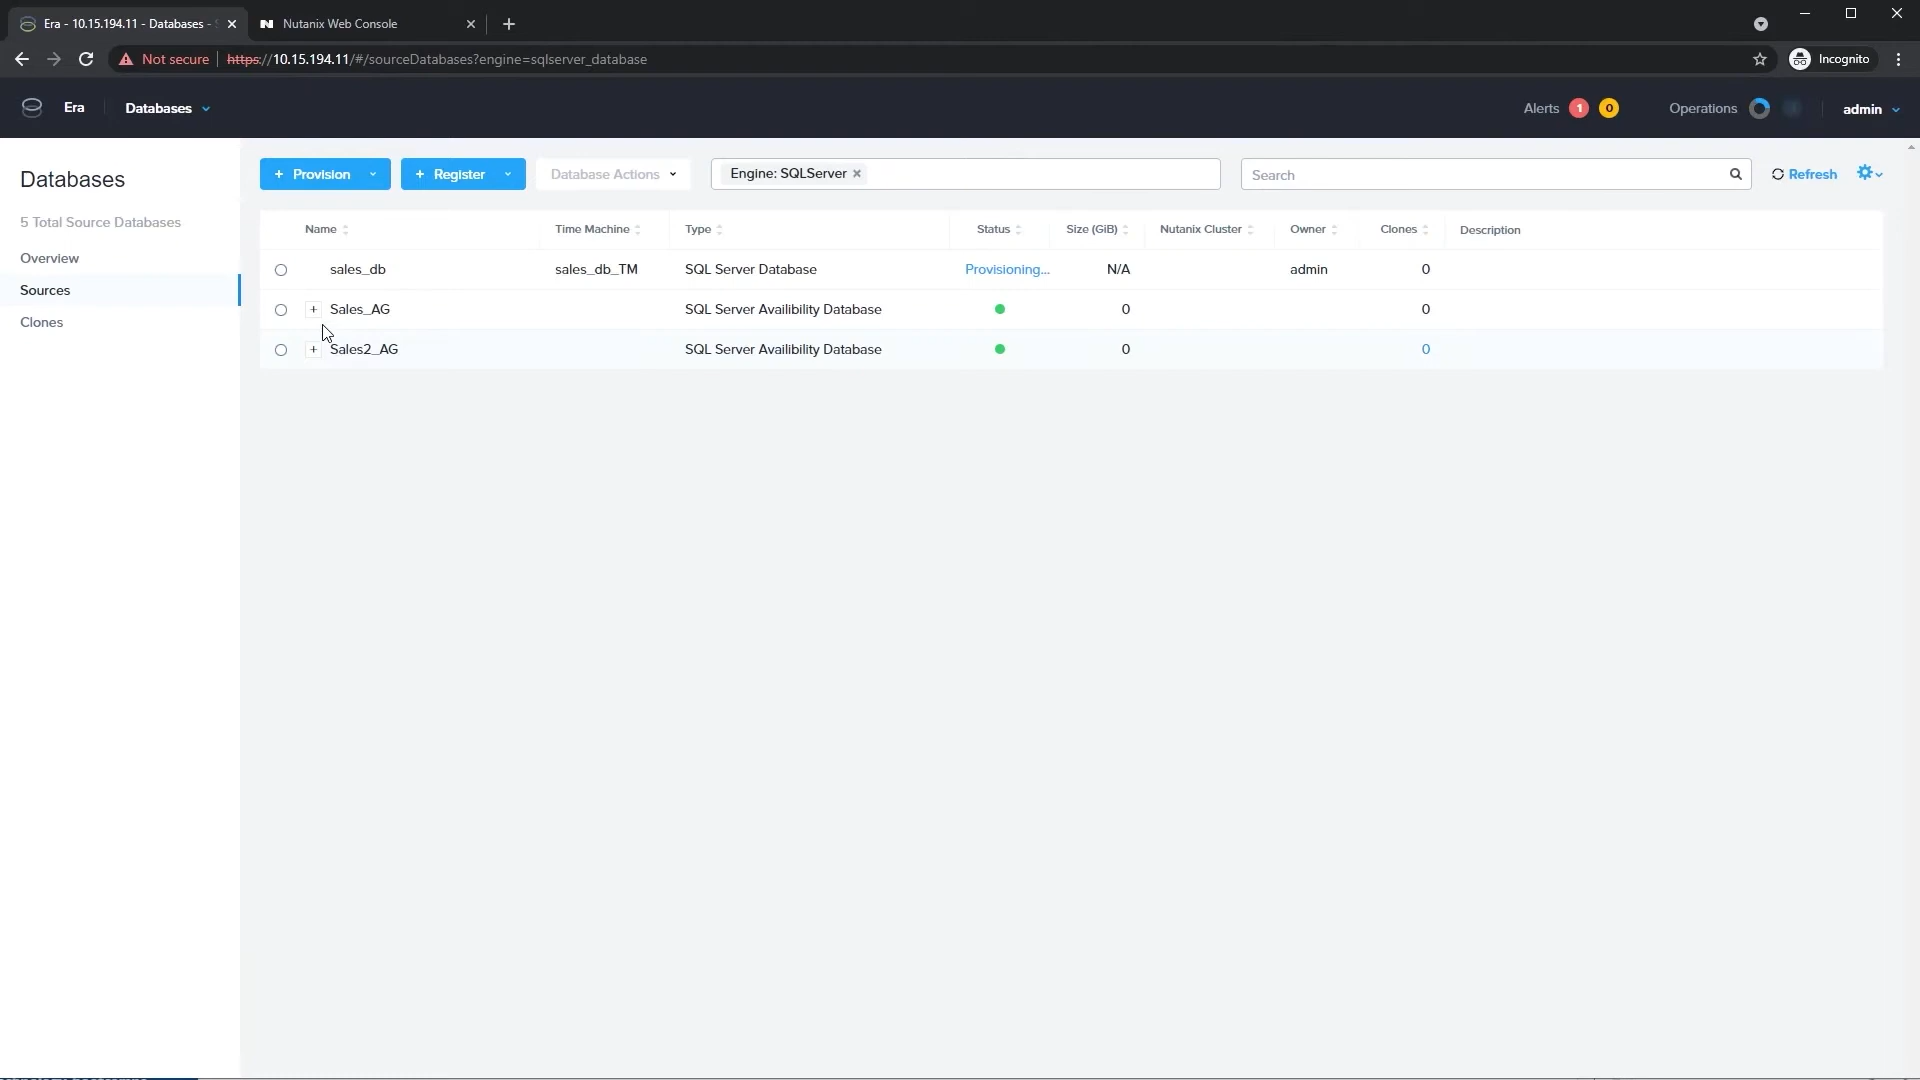 Era - 10.15.194.11 - Databases -
Nutanix Web Console
Not secure https://10.15.194.11/#/sourceDatabases?engine=sqlserver_database
Incognito
Era Databases
Alerts 1 0 Operations admin
Databases
5 Total Source Databases
Overview
Sources
Clones
+ Provision + Register Database Actions Engine: SQLServer × Search Refresh
Name Time Machine Type Status Size (GiB) Nutanix Cluster Owner Clones Description
sales_db sales_db_TM SQL Server Database Provisioning... N/A admin 0
+ Sales_AG SQL Server Availibility Database 0 0
+ Sales2_AG SQL Server Availibility Database 0 0